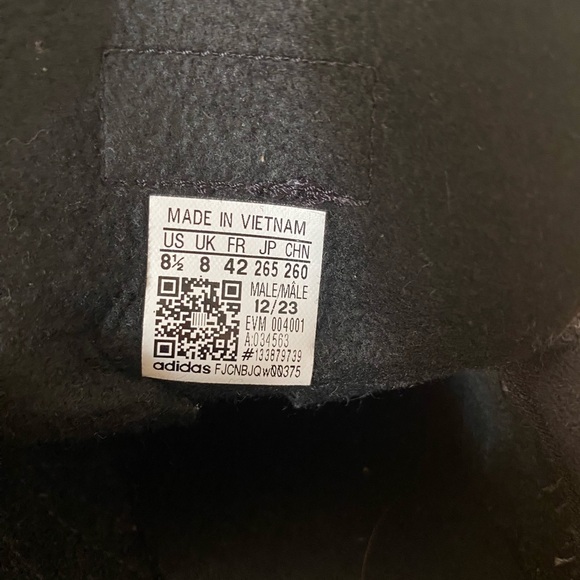 MADE IN VIETNAM
US UK FR JP CHN
8½ 8 42 265 260
MALE/MÂLE
12/23
EVM 004001
A:034563
#133879739
adidas FJCNBJQw00375